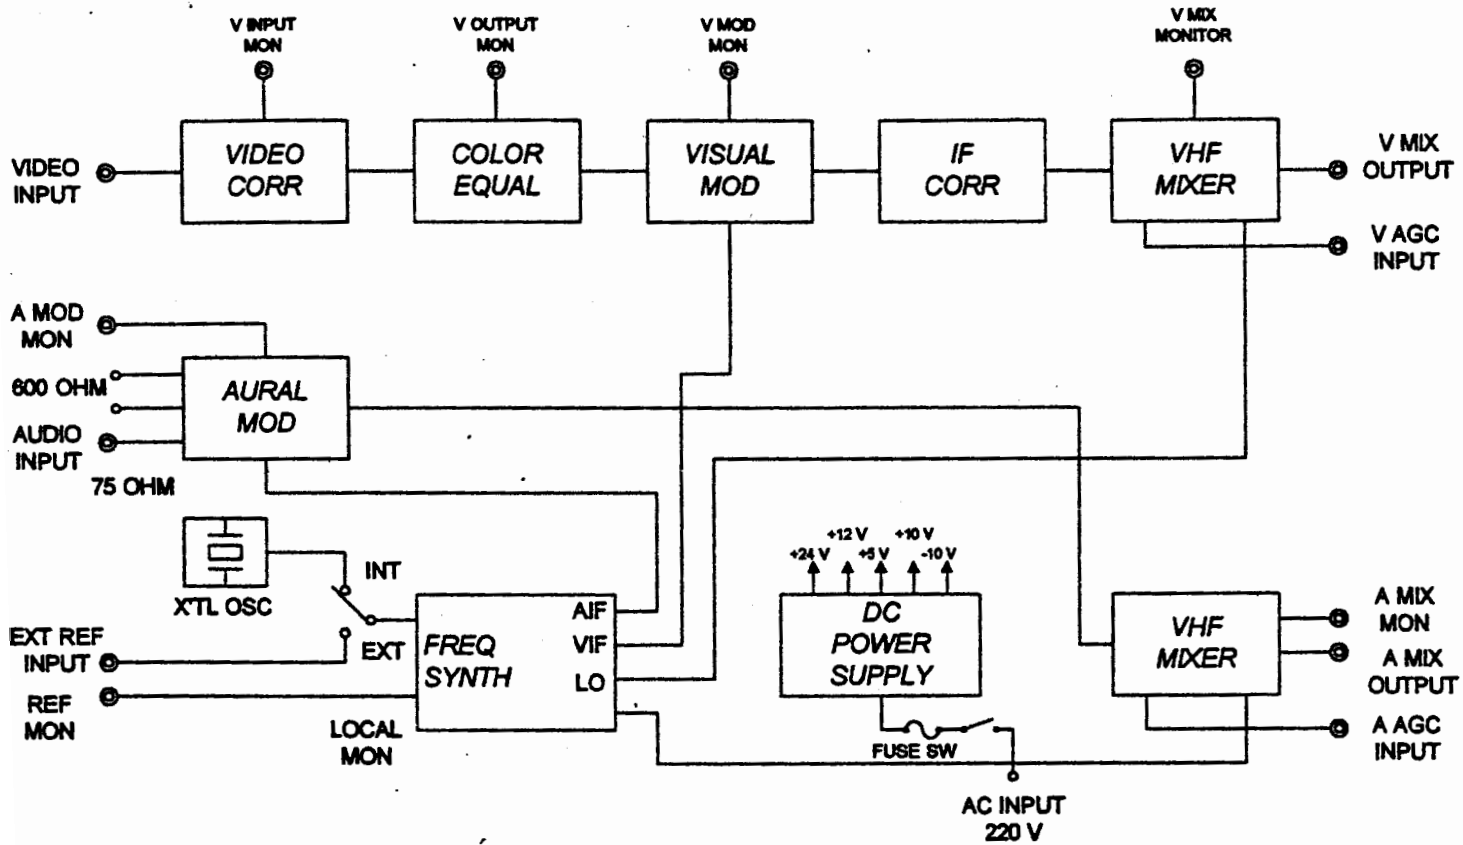 V INPUT
MON
V OUTPUT
MON
V MOD
MON
V MIX
MONITOR
VIDEO
INPUT
VIDEO
CORR
COLOR
EQUAL
VISUAL
MOD
IF
CORR
VHF
MIXER
V MIX
OUTPUT
V AGC
INPUT
A MOD
MON
600 OHM
AUDIO
INPUT
75 OHM
AURAL
MOD
X'TL OSC
INT
EXT
EXT REF
INPUT
REF
MON
FREQ
SYNTH
AIF
VIF
LO
LOCAL
MON
+24 V
+12 V
+5 V
+10 V
-10 V
DC
POWER
SUPPLY
FUSE SW
AC INPUT
220 V
VHF
MIXER
A MIX
MON
A MIX
OUTPUT
A AGC
INPUT